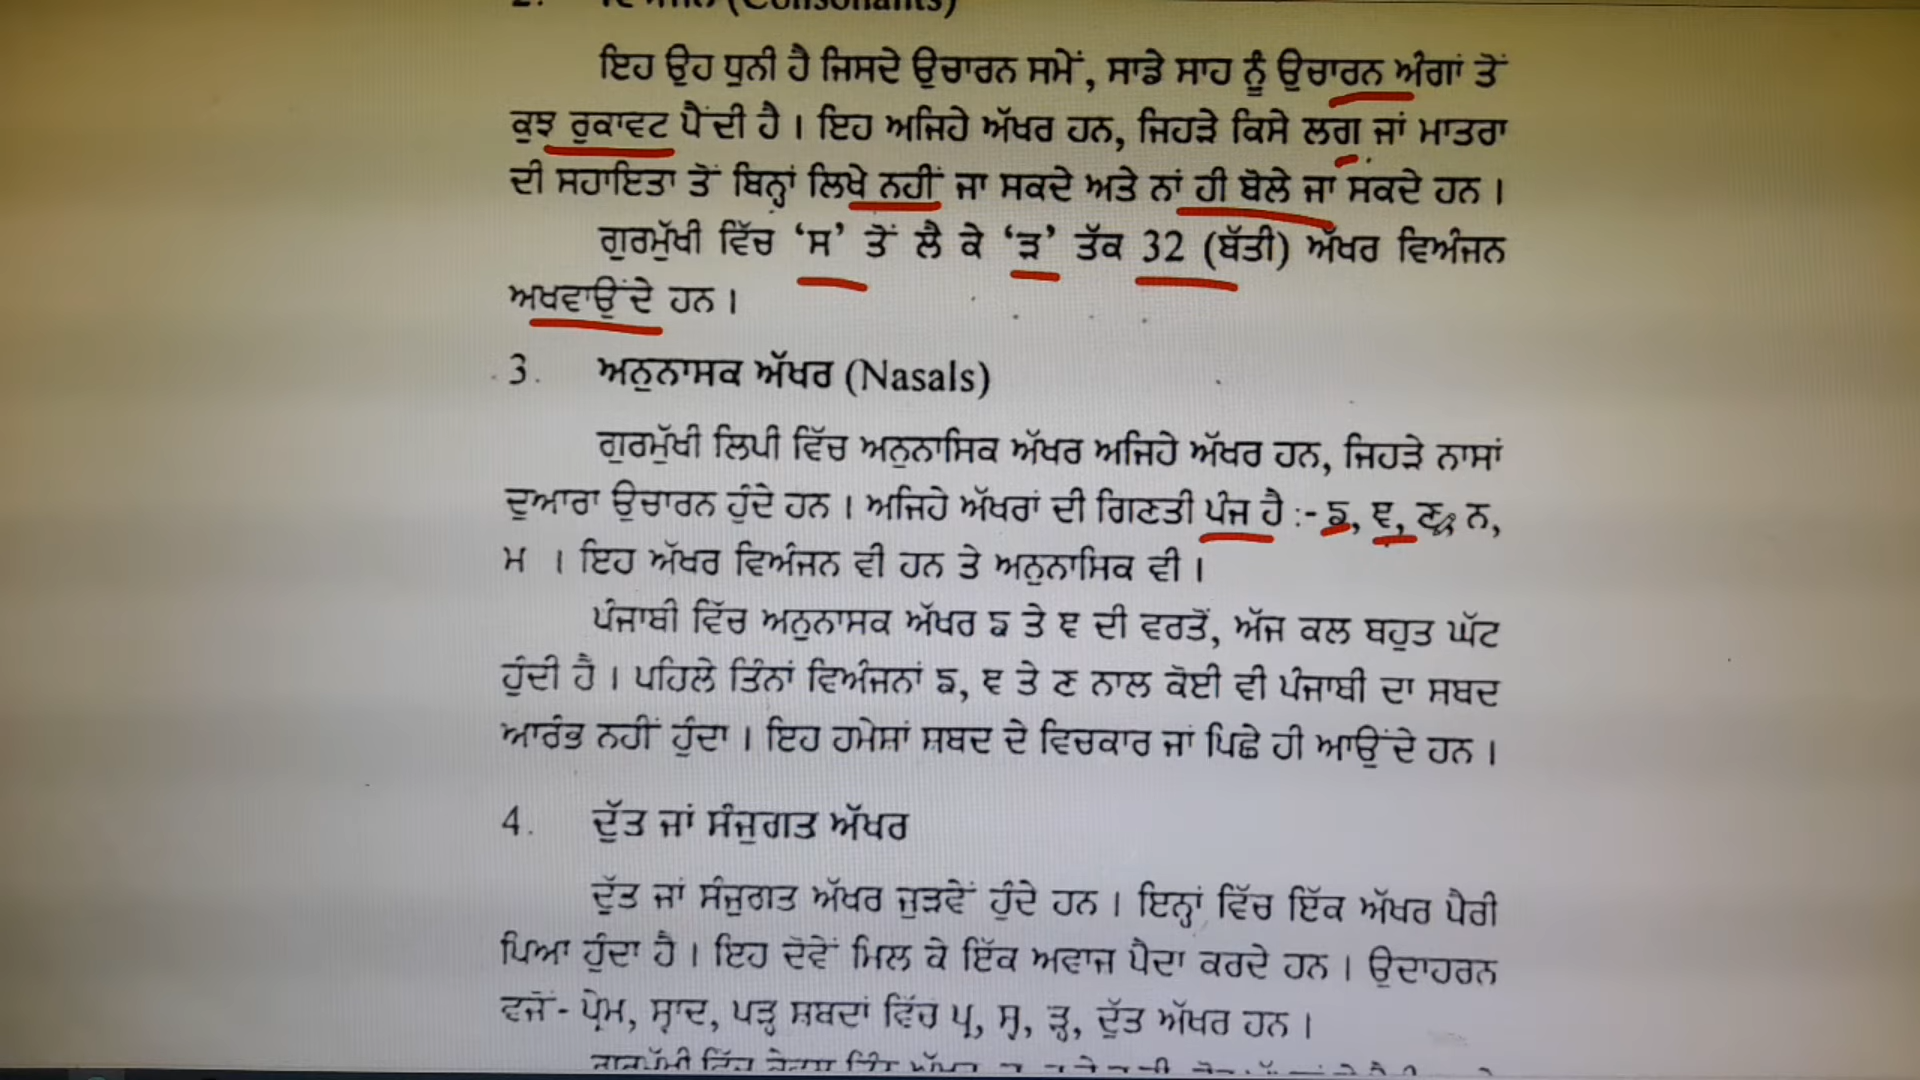 2. ਵਿਅੰਜਨ (Consonants)
ਇਹ ਉਹ ਧੁਨੀ ਹੈ ਜਿਸਦੇ ਉਚਾਰਨ ਸਮੇਂ, ਸਾਡੇ ਸਾਹ ਨੂੰ ਉਚਾਰਨ ਅੰਗਾਂ ਤੋਂ
ਕੁਝ ਰੁਕਾਵਟ ਪੈਂਦੀ ਹੈ । ਇਹ ਅਜਿਹੇ ਅੱਖਰ ਹਨ, ਜਿਹੜੇ ਕਿਸੇ ਲਗ ਜਾਂ ਮਾਤਰਾ
ਦੀ ਸਹਾਇਤਾ ਤੋਂ ਬਿਨ੍ਹਾਂ ਲਿਖੇ ਨਹੀਂ ਜਾ ਸਕਦੇ ਅਤੇ ਨਾਂ ਹੀ ਬੋਲੇ ਜਾ ਸਕਦੇ ਹਨ ।
ਗੁਰਮੁੱਖੀ ਵਿੱਚ ‘ਸ’ ਤੋਂ ਲੈ ਕੇ ‘ੜ’ ਤੱਕ 32 (ਬੱਤੀ) ਅੱਖਰ ਵਿਅੰਜਨ
ਅਖਵਾਉਂਦੇ ਹਨ ।
3. ਅਨੁਨਾਸਕ ਅੱਖਰ (Nasals)
ਗੁਰਮੁੱਖੀ ਲਿਪੀ ਵਿੱਚ ਅਨੁਨਾਸਿਕ ਅੱਖਰ ਅਜਿਹੇ ਅੱਖਰ ਹਨ, ਜਿਹੜੇ ਨਾਸਾਂ
ਦੁਆਰਾ ਉਚਾਰਨ ਹੁੰਦੇ ਹਨ । ਅਜਿਹੇ ਅੱਖਰਾਂ ਦੀ ਗਿਣਤੀ ਪੰਜ ਹੈ :- ਙ, ਞ, ਣ, ਨ,
ਮ । ਇਹ ਅੱਖਰ ਵਿਅੰਜਨ ਵੀ ਹਨ ਤੇ ਅਨੁਨਾਸਿਕ ਵੀ ।
ਪੰਜਾਬੀ ਵਿੱਚ ਅਨੁਨਾਸਕ ਅੱਖਰ ਙ ਤੇ ਞ ਦੀ ਵਰਤੋਂ, ਅੱਜ ਕਲ ਬਹੁਤ ਘੱਟ
ਹੁੰਦੀ ਹੈ । ਪਹਿਲੇ ਤਿੰਨਾਂ ਵਿਅੰਜਨਾਂ ਙ, ਞ ਤੇ ਣ ਨਾਲ ਕੋਈ ਵੀ ਪੰਜਾਬੀ ਦਾ ਸਬਦ
ਆਰੰਭ ਨਹੀਂ ਹੁੰਦਾ । ਇਹ ਹਮੇਸ਼ਾਂ ਸ਼ਬਦ ਦੇ ਵਿਚਕਾਰ ਜਾਂ ਪਿਛੇ ਹੀ ਆਉਂਦੇ ਹਨ ।
4. ਦੁੱਤ ਜਾਂ ਸੰਜੁਗਤ ਅੱਖਰ
ਦੁੱਤ ਜਾਂ ਸੰਜੁਗਤ ਅੱਖਰ ਜੁੜਵੇਂ ਹੁੰਦੇ ਹਨ । ਇਨ੍ਹਾਂ ਵਿੱਚ ਇੱਕ ਅੱਖਰ ਪੈਰੀ
ਪਿਆ ਹੁੰਦਾ ਹੈ । ਇਹ ਦੋਵੇਂ ਮਿਲ ਕੇ ਇੱਕ ਅਵਾਜ ਪੈਦਾ ਕਰਦੇ ਹਨ । ਉਦਾਹਰਨ
ਵਜੋਂ- ਪ੍ਰੇਮ, ਸ੍ਵਾਦ, ਪੜ੍ਹ ਸ਼ਬਦਾਂ ਵਿੱਚ ਪ੍ਰ, ਸ੍ਵ, ੜ੍ਹ, ਦੁੱਤ ਅੱਖਰ ਹਨ ।